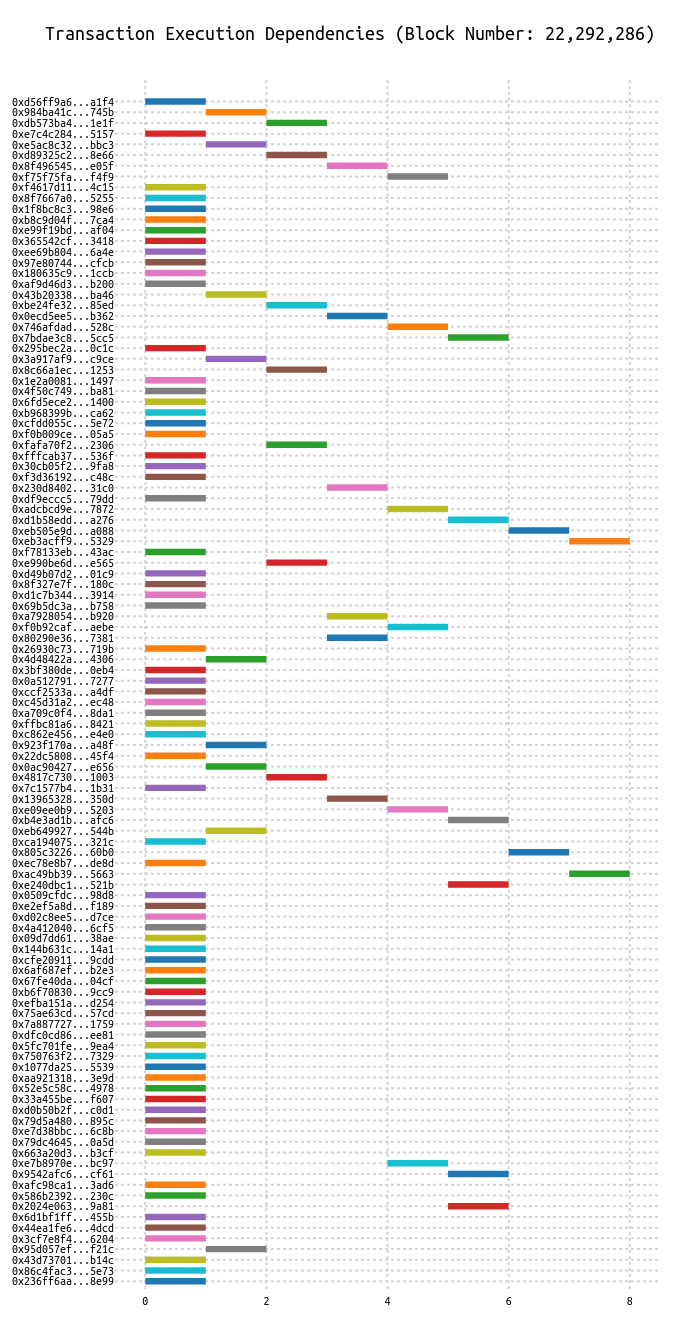 Transaction Execution Dependencies (Block Number: 22,292,286)
0xd56ff9a6...a1f4
0x984ba41c...745b
0xdb573ba4...1e1f
0xe7c4c284...5157
0xe5ac8c32...bbc3
0xd89325c2...8e66
0x8f496545...e05f
0xf75f75fa...f4f9
0xf4617d11...4c15
0x8f7667a0...5255
0x1f8bc8c3...98e6
0xb8c9d04f...7ca4
0xe99f19bd...af04
0x365542cf...3418
0xee69b804...6a4e
0x97e80744...cfcb
0x180635c9...1ccb
0xaf9d46d3...b200
0x43b20338...ba46
0xbe24fe32...85ed
0x0ecd5ee5...b362
0x746afdad...528c
0x7bdae3c8...5cc5
0x295bec2a...0c1c
0x3a917af9...c9ce
0x8c66a1ec...1253
0x1e2a0081...1497
0x4f50c749...ba81
0x6fd5ece2...1400
0xb968399b...ca62
0xcfdd055c...5e72
0xf0b009ce...05a5
0xfafa70f2...2306
0xfffcab37...536f
0x30cb05f2...9fa8
0xf3d36192...c48c
0x230d8402...31c0
0xdf9eccc5...79dd
0xadcbcd9e...7872
0xd1b58edd...a276
0xeb505e9d...a088
0xeb3acff9...5329
0xf78133eb...43ac
0xe990be6d...e565
0xd49b07d2...01c9
0x8f327e7f...180c
0xd1c7b344...3914
0x69b5dc3a...b758
0xa7928054...b920
0xf0b92caf...aebe
0x80290e36...7381
0x26930c73...719b
0x4d48422a...4306
0x3bf380de...0eb4
0x0a512791...7277
0xccf2533a...a4df
0xc45d31a2...ec48
0xa709c0f4...8da1
0xffbc81a6...8421
0xc862e456...e4e0
0x923f170a...a48f
0x22dc5808...45f4
0x0ac90427...e656
0x4817c730...1003
0x7c1577b4...1b31
0x13965328...350d
0xe09ee0b9...5203
0xb4e3ad1b...afc6
0xeb649927...544b
0xca194075...321c
0x805c3226...60b0
0xec78e8b7...de8d
0xac49bb39...5663
0xe240dbc1...521b
0x0509cfdc...98d8
0xe2ef5a8d...f189
0xd02c8ee5...d7ce
0x4a412040...6cf5
0x09d7dd61...38ae
0x144b631c...14a1
0xcfe20911...9cdd
0x6af687ef...b2e3
0x67fe40da...04cf
0xb6f70830...9cc9
0xefba151a...d254
0x75ae63cd...57cd
0x7a887727...1759
0xdfc0cd86...ee81
0x5fc701fe...9ea4
0x750763f2...7329
0x1077da25...5539
0xaa921318...3e9d
0x52e5c58c...4978
0x33a455be...f607
0xd0b50b2f...c0d1
0x79d5a480...895c
0xe7d38bbc...6c8b
0x79dc4645...0a5d
0x663a20d3...b3cf
0xe7b8970e...bc97
0x9542afc6...cf61
0xafc98ca1...3ad6
0x586b2392...230c
0x2024e063...9a81
0x6d1bf1ff...455b
0x44ea1fe6...4dcd
0x3cf7e8f4...6204
0x95d057ef...f21c
0x43d73701...b14c
0x86c4fac3...5e73
0x236ff6aa...8e99
0 2 4 6 8